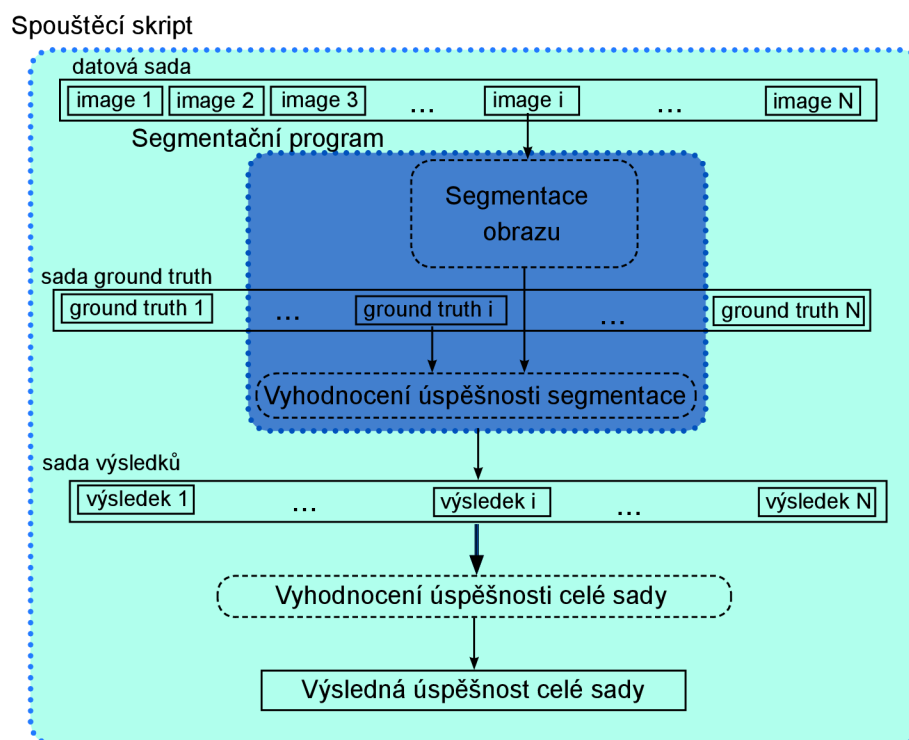 Spouštěcí skript
datová sada
image 1 image 2 image 3 ... image i ... image N
Segmentační program
Segmentace
obrazu
sada ground truth
ground truth 1 ... ground truth i ... ground truth N
Vyhodnocení úspěšnosti segmentace
sada výsledků
výsledek 1 ... výsledek i ... výsledek N
Vyhodnocení úspěšnosti celé sady
Výsledná úspěšnost celé sady